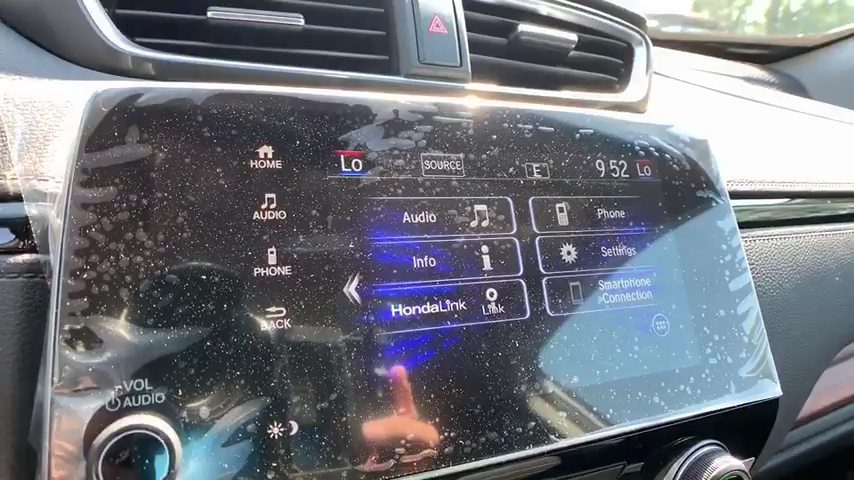 HOME
Lo
SOURCE
E
9:52
Lo
AUDIO
Audio
Phone
PHONE
Info
Settings
BACK
HondaLink
Link
Smartphone
Connection
VOL
AUDIO